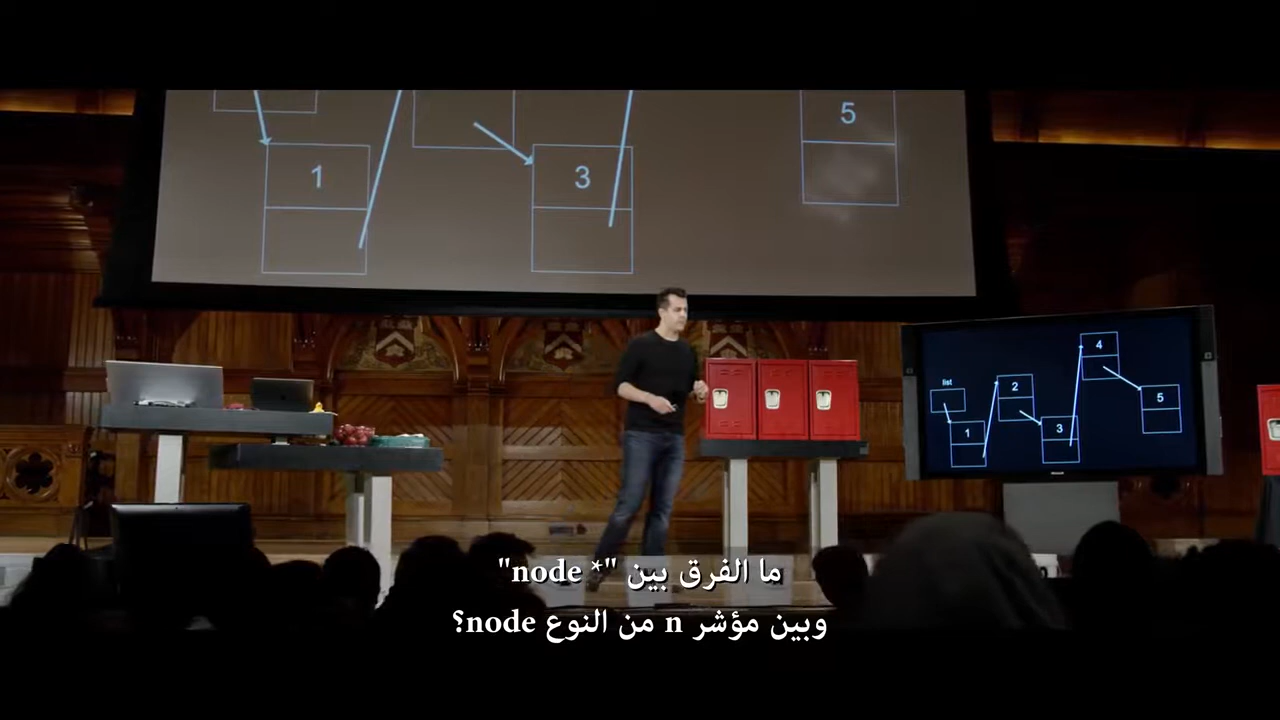 5
1
3
4
list
2
5
3
1
ما الفرق بين "* node"
وبين مؤشر n من النوع node؟